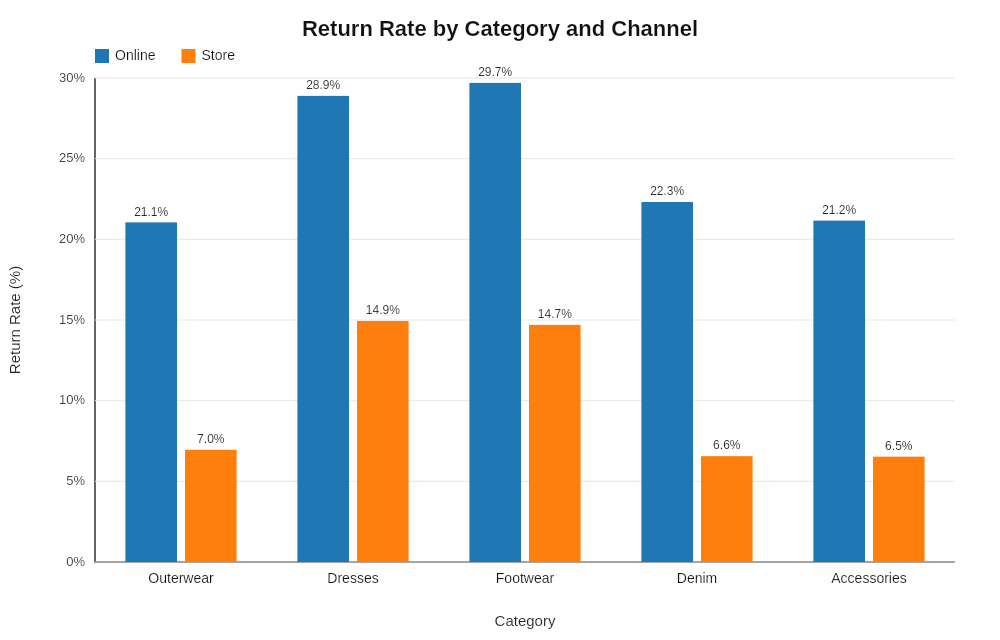 Return Rate by Category and Channel
Online Store
30%
25%
20%
15%
10%
5%
0%
Return Rate (%)
21.1% 7.0%
28.9% 14.9%
29.7% 14.7%
22.3% 6.6%
21.2% 6.5%
Outerwear Dresses Footwear Denim Accessories
Category